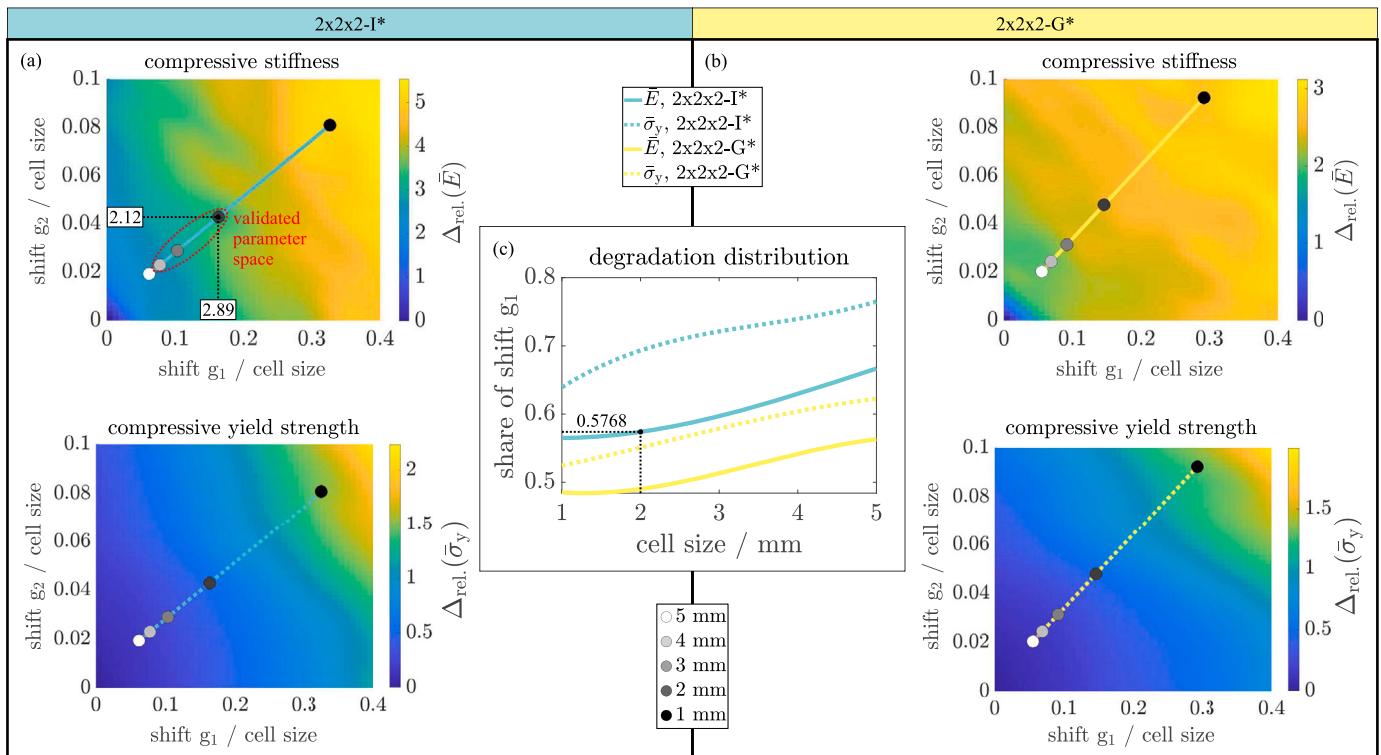 2x2x2-I*
2x2x2-G*
(a)
compressive stiffness
0.1
0.08
0.06
0.04
0.02
0
shift g₂ / cell size
2.12
2.89
validated
parameter
space
0 0.1 0.2 0.3 0.4
shift g₁ / cell size
5
4
3
2
1
0
Δrel.(Ē)
compressive yield strength
0.1
0.08
0.06
0.04
0.02
0
shift g₂ / cell size
0 0.1 0.2 0.3 0.4
shift g₁ / cell size
2
1.5
1
0.5
0
Δrel.(σ̄y)
Ē, 2x2x2-I*
σ̄y, 2x2x2-I*
Ē, 2x2x2-G*
σ̄y, 2x2x2-G*
(c)
degradation distribution
0.8
0.7
0.6
0.5
share of shift g₁
0.5768
1 2 3 4 5
cell size / mm
5 mm
4 mm
3 mm
2 mm
1 mm
(b)
compressive stiffness
0.1
0.08
0.06
0.04
0.02
0
shift g₂ / cell size
0 0.1 0.2 0.3 0.4
shift g₁ / cell size
3
2
1
0
Δrel.(Ē)
compressive yield strength
0.1
0.08
0.06
0.04
0.02
0
shift g₂ / cell size
0 0.1 0.2 0.3 0.4
shift g₁ / cell size
1.5
1
0.5
0
Δrel.(σ̄y)